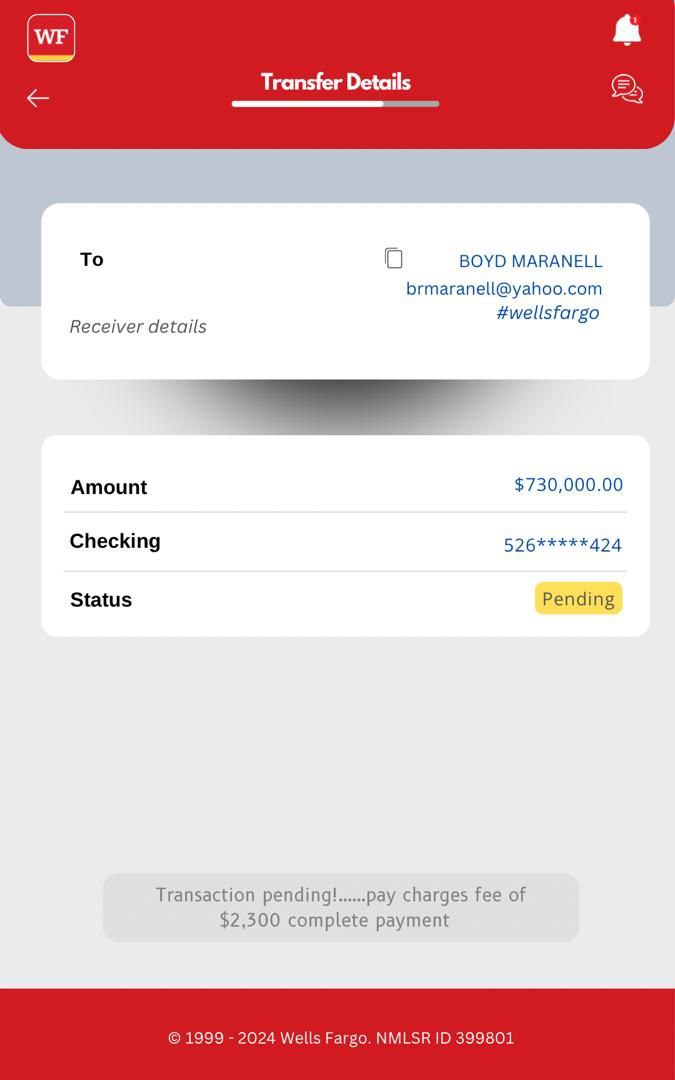 WF
1
Transfer Details
To
BOYD MARANELL
brmaranell@yahoo.com
#wellsfargo
Receiver details
Amount
$730,000.00
Checking
526*****424
Status
Pending
Transaction pending!......pay charges fee of
$2,300 complete payment
© 1999 - 2024 Wells Fargo. NMLSR ID 399801